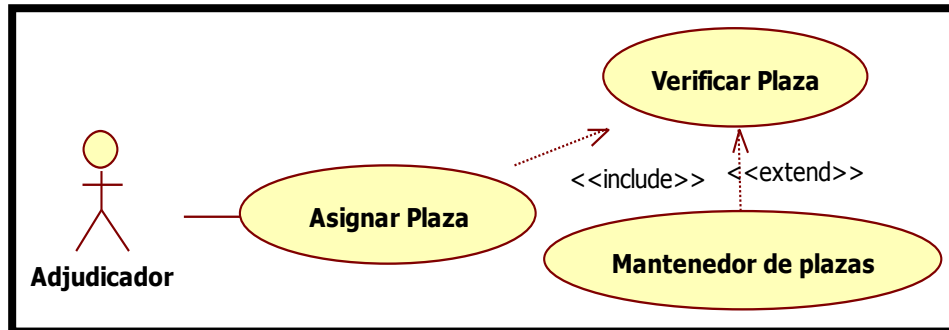 Verificar Plaza
<<include>>
<<extend>>
Asignar Plaza
Mantenedor de plazas
Adjudicador